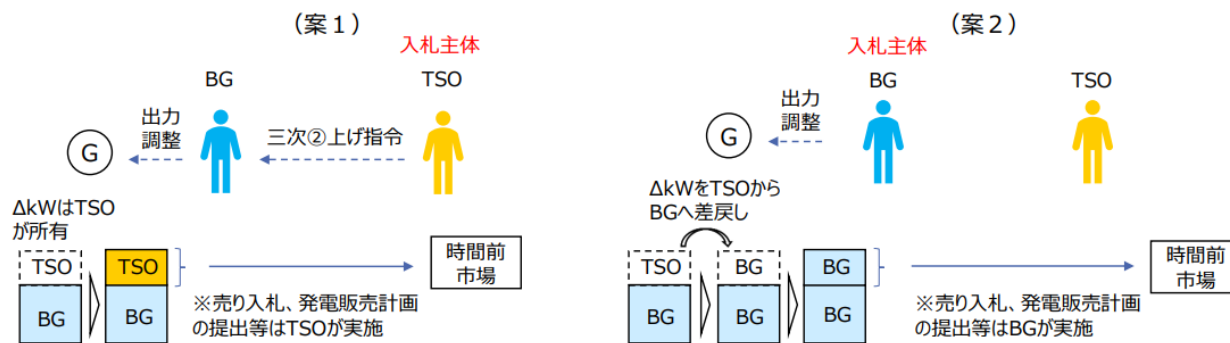 （案１）
入札主体
BG
TSO
出力
調整
三次②上げ指令
G
ΔkWはTSO
が所有
TSO
TSO
BG
BG
時間前
市場
※売り入札、発電販売計画
の提出等はTSOが実施
（案２）
入札主体
BG
TSO
出力
調整
G
ΔkWをTSOから
BGへ差戻し
TSO
BG
BG
BG
BG
BG
時間前
市場
※売り入札、発電販売計画
の提出等はBGが実施